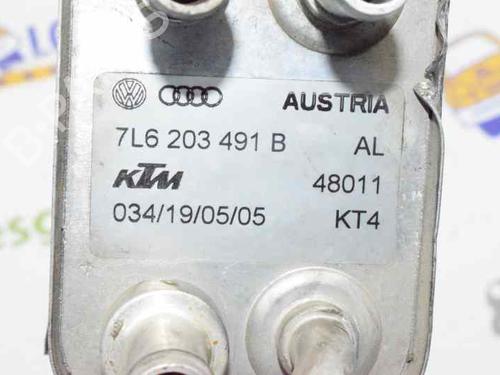 AUSTRIA
7L6 203 491 B AL
KTM 48011
034/19/05/05 KT4